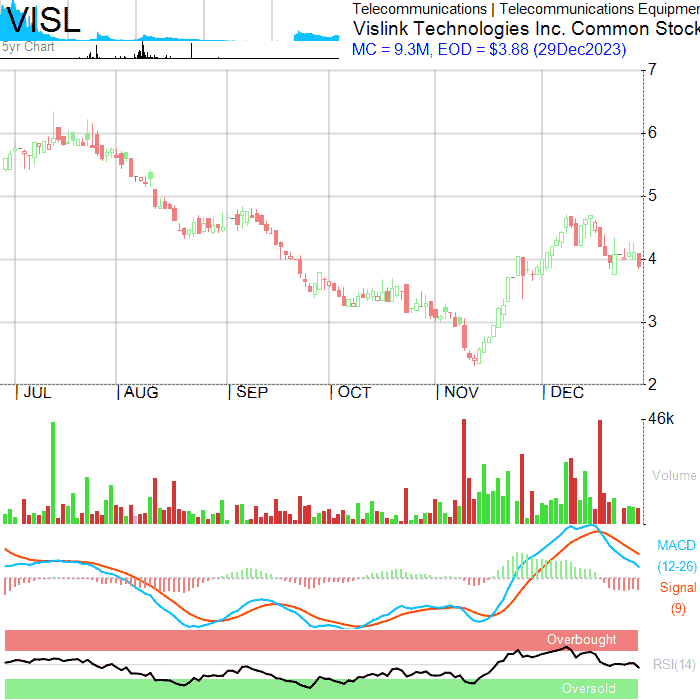 VISL
5yr Chart
Telecommunications | Telecommunications Equipmen
Vislink Technologies Inc. Common Stock
MC = 9.3M, EOD = $3.88 (29Dec2023)
7
6
5
4
3
2
|JUL |AUG |SEP |OCT |NOV |DEC
46k
Volume
MACD
(12-26)
Signal
(9)
Overbought
RSI(14)
Oversold